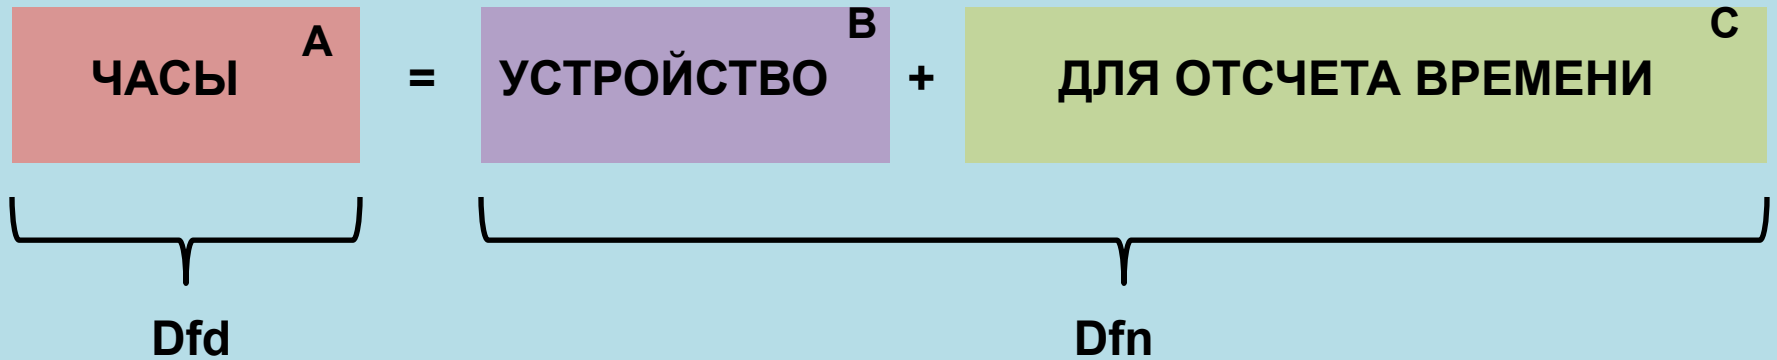 A B C
ЧАСЫ = УСТРОЙСТВО + ДЛЯ ОТСЧЕТА ВРЕМЕНИ
Dfd Dfn